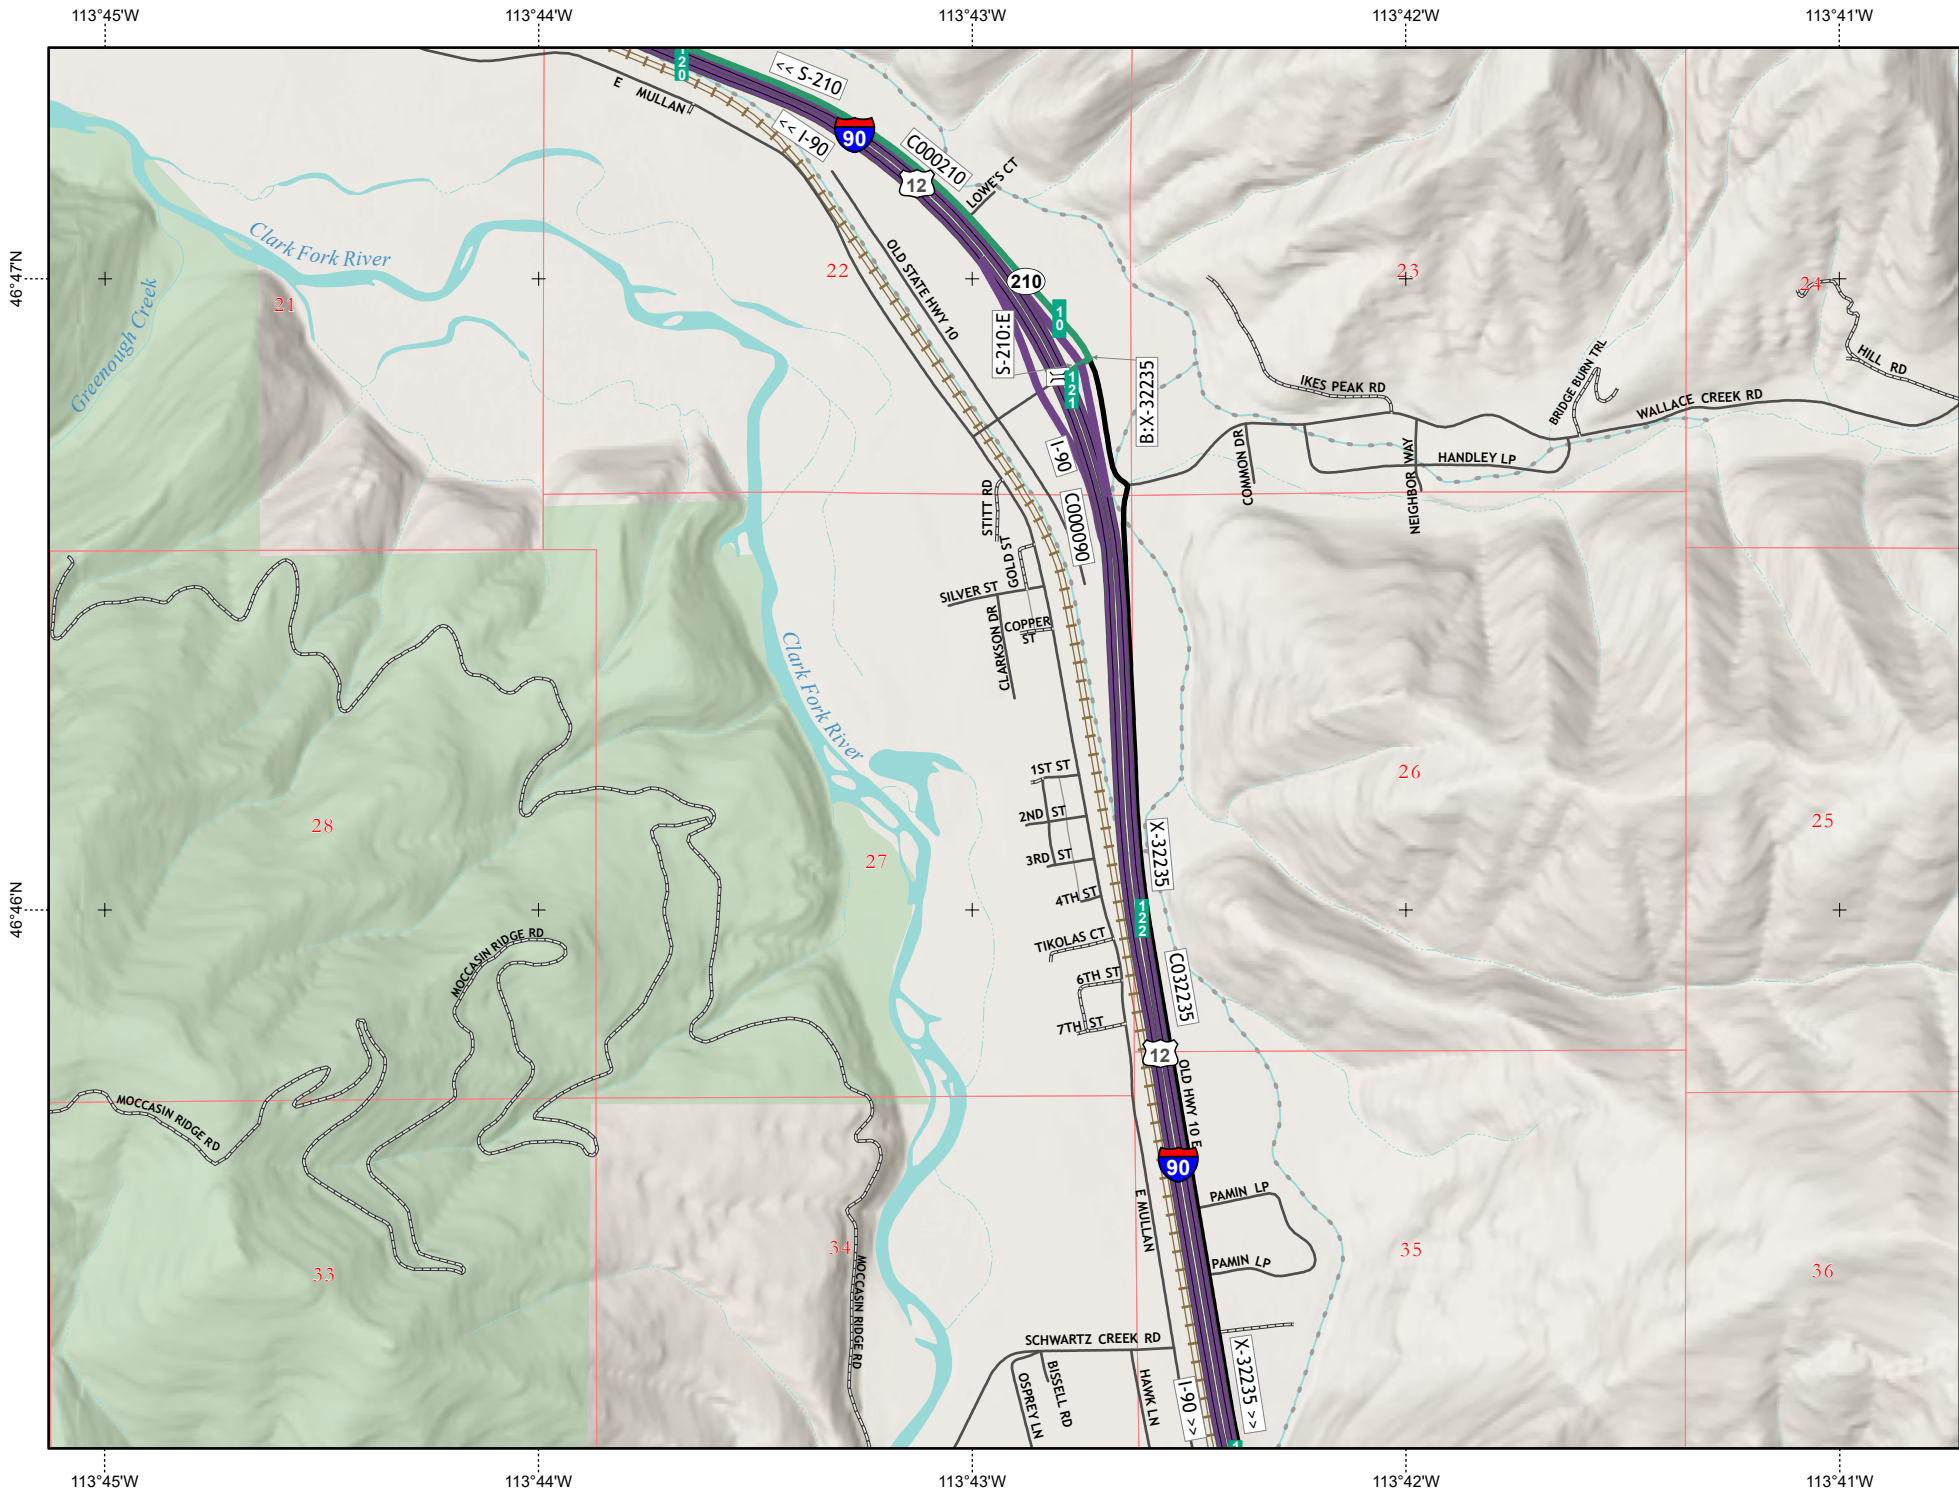 113°45'W
113°44'W
113°43'W
113°42'W
113°41'W
120
<< S-210
E MULLAN
<< I-90
90
C000210
12
LOWE'S CT
Clark Fork River
46°47'N
Greenough Creek
21
22
OLD STATE HWY 10
210
23
24
10
S-210:E
121
B:X-32235
IKES PEAK RD
BRIDGE BURN TRL
HILL RD
WALLACE CREEK RD
I-90
COMMON DR
NEIGHBOR WAY
HANDLEY LP
STITT RD
C000090
GOLD ST
SILVER ST
CLARKSON DR
COPPER
ST
Clark Fork River
1ST ST
26
2ND ST
28
25
3RD ST
27
X-32235
4TH ST
46°46'N
122
MOCCASIN RIDGE RD
TIKOLAS CT
6TH ST
C032235
7TH ST
12
OLD HWY 10 E
MOCCASIN RIDGE RD
90
PAMIN LP
E MULLAN
34
35
PAMIN LP
33
36
MOCCASIN RIDGE RD
SCHWARTZ CREEK RD
BISSELL RD
OSPREY LN
HAWK LN
I-90 >>
X-32235 >>
1
113°45'W
113°44'W
113°43'W
113°42'W
113°41'W